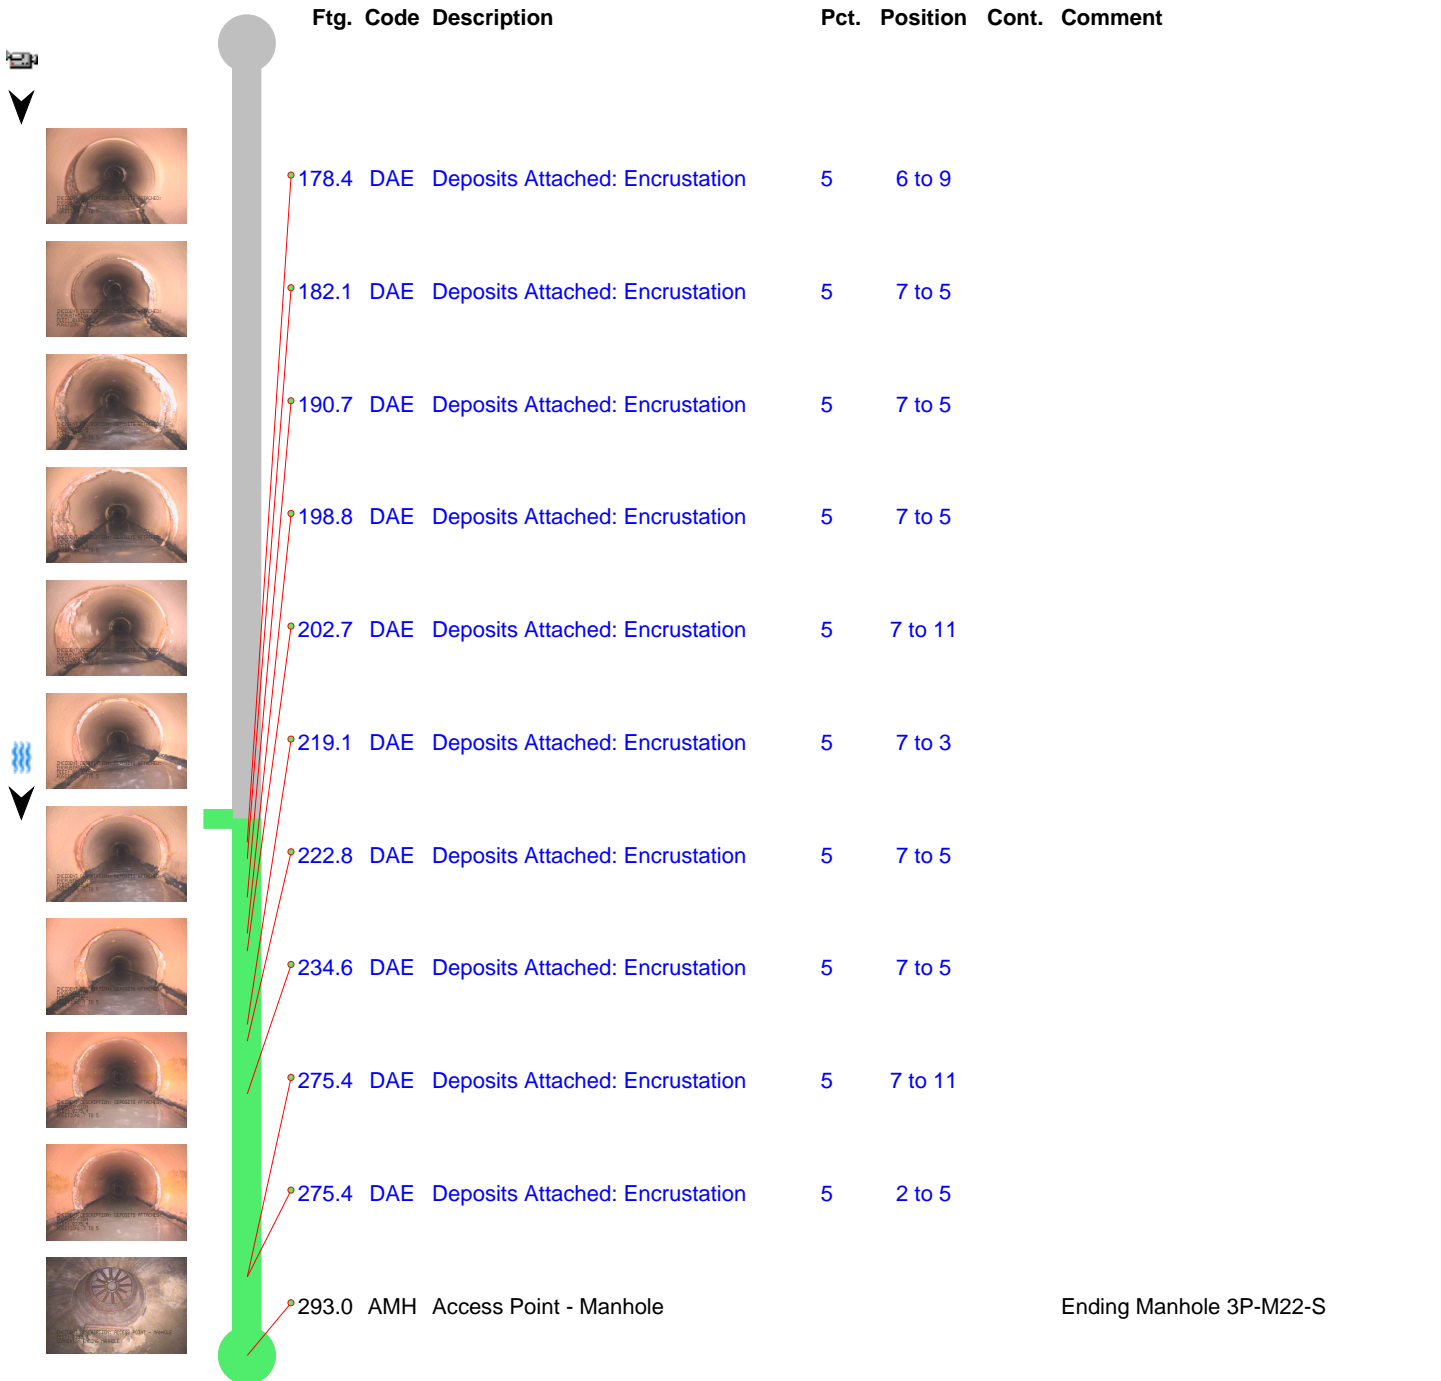 Ftg. Code Description Pct. Position Cont. Comment
178.4 DAE Deposits Attached: Encrustation 5 6 to 9
182.1 DAE Deposits Attached: Encrustation 5 7 to 5
190.7 DAE Deposits Attached: Encrustation 5 7 to 5
198.8 DAE Deposits Attached: Encrustation 5 7 to 5
202.7 DAE Deposits Attached: Encrustation 5 7 to 11
219.1 DAE Deposits Attached: Encrustation 5 7 to 3
222.8 DAE Deposits Attached: Encrustation 5 7 to 5
234.6 DAE Deposits Attached: Encrustation 5 7 to 5
275.4 DAE Deposits Attached: Encrustation 5 7 to 11
275.4 DAE Deposits Attached: Encrustation 5 2 to 5
293.0 AMH Access Point - Manhole Ending Manhole 3P-M22-S